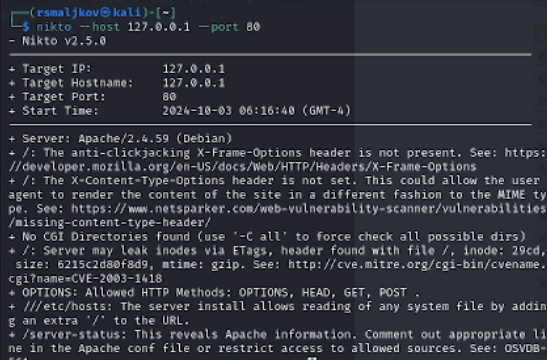 ┌──(rsmaljkov㉿kali)-[~]
└─$ nikto --host 127.0.0.1 --port 80
- Nikto v2.5.0
+ Target IP: 127.0.0.1
+ Target Hostname: 127.0.0.1
+ Target Port: 80
+ Start Time: 2024-10-03 06:16:40 (GMT-4)
+ Server: Apache/2.4.59 (Debian)
+ /: The anti-clickjacking X-Frame-Options header is not present. See: https:
//developer.mozilla.org/en-US/docs/Web/HTTP/Headers/X-Frame-Options
+ /: The X-Content-Type-Options header is not set. This could allow the user
agent to render the content of the site in a different fashion to the MIME ty
pe. See: https://www.netsparker.com/web-vulnerability-scanner/vulnerabilities
/missing-content-type-header/
+ No CGI Directories found (use '-C all' to force check all possible dirs)
+ /: Server may leak inodes via ETags, header found with file /, inode: 29cd,
size: 6215c2d80f8d9, mtime: gzip. See: http://cve.mitre.org/cgi-bin/cvename.
cgi?name=CVE-2003-1418
+ OPTIONS: Allowed HTTP Methods: OPTIONS, HEAD, GET, POST .
+ ///etc/hosts: The server install allows reading of any system file by addin
g an extra '/' to the URL.
+ /server-status: This reveals Apache information. Comment out appropriate li
ne in the Apache conf file or restrict access to allowed sources. See: OSVDB-